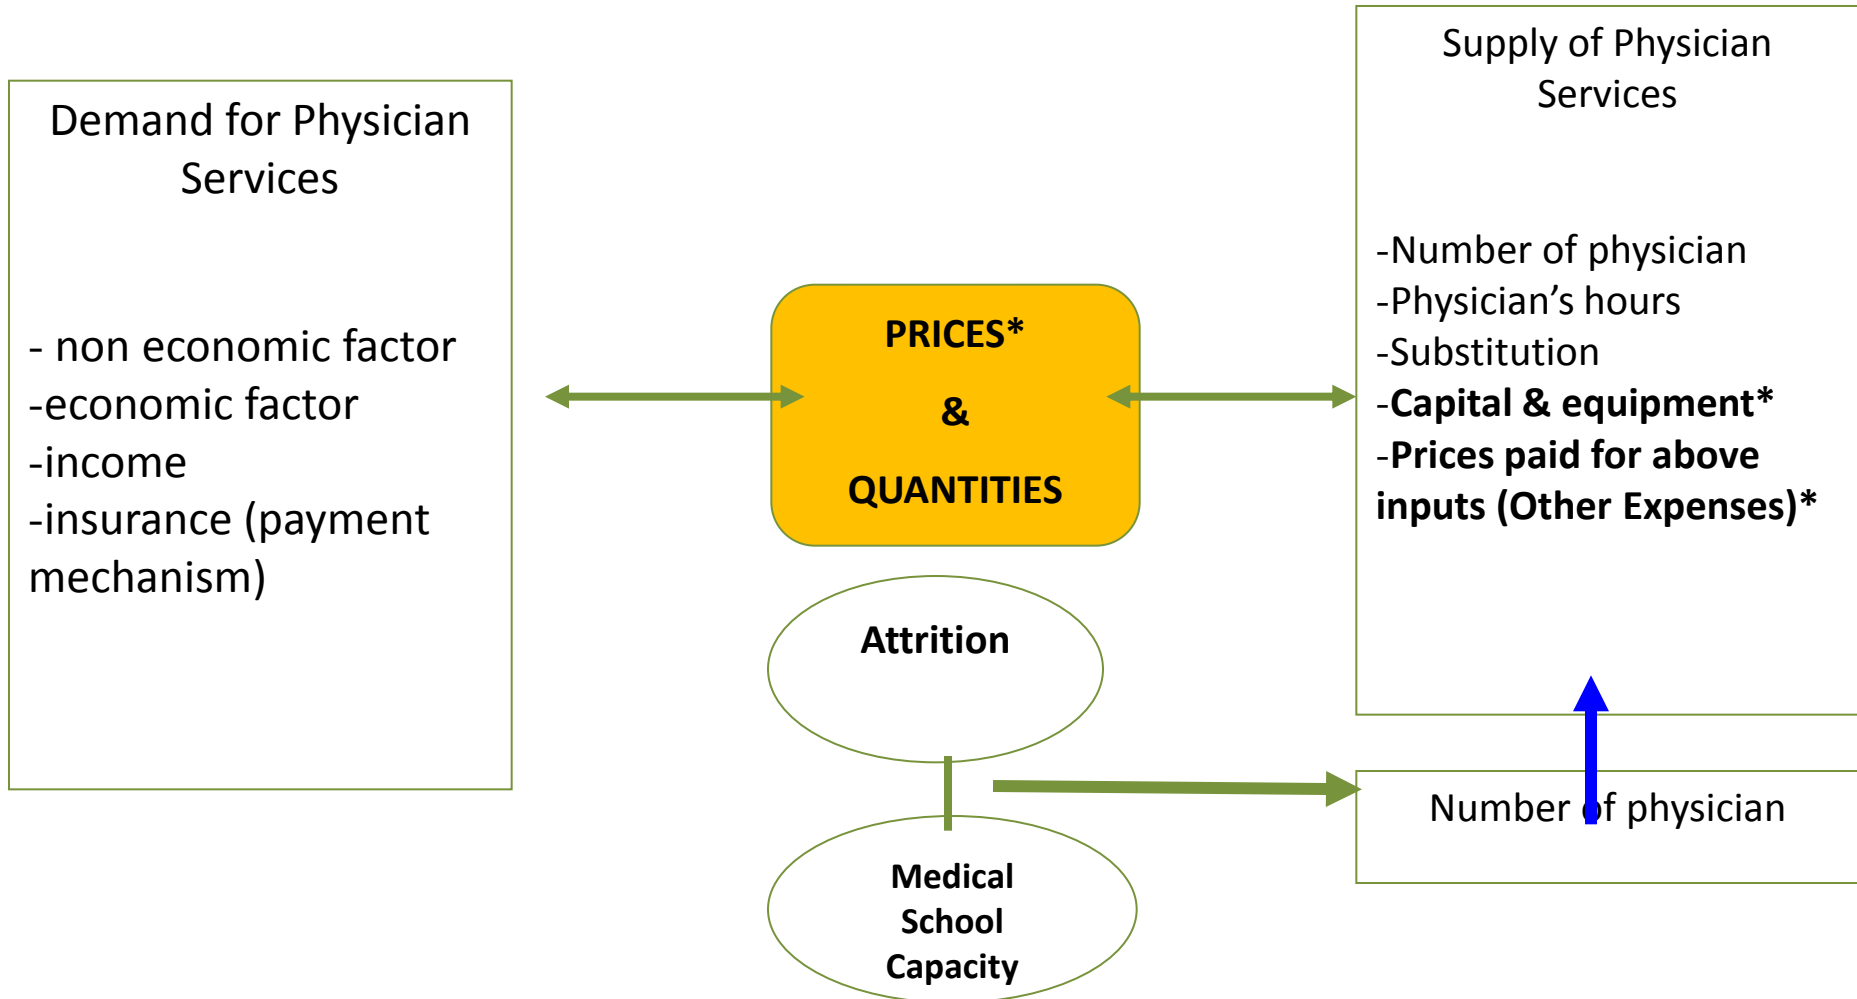 Demand for Physician
Services
- non economic factor
-economic factor
-income
-insurance (payment
mechanism)
PRICES*
&
QUANTITIES
Supply of Physician
Services
-Number of physician
-Physician’s hours
-Substitution
-Capital & equipment*
-Prices paid for above
inputs (Other Expenses)*
Attrition
Medical
School
Capacity
Number of physician